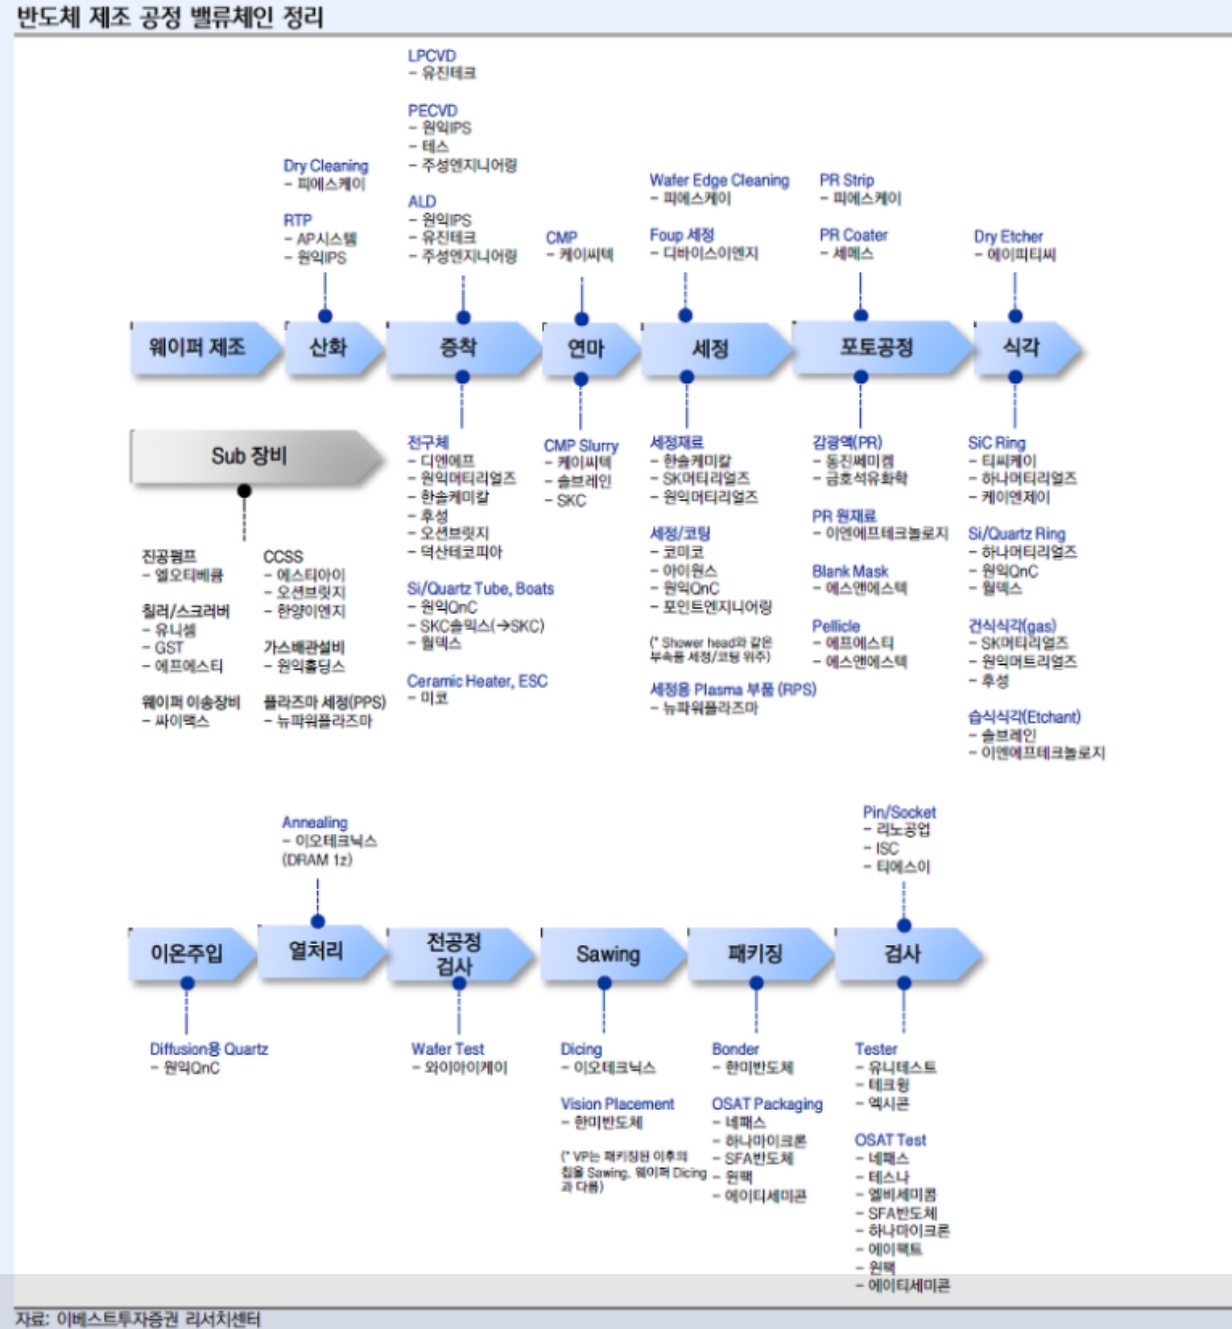 반도체 제조 공정 밸류체인 정리
LPCVD
- 유진테크
PECVD
- 원익IPS
- 테스
- 주성엔지니어링
ALD
- 원익IPS
- 유진테크
- 주성엔지니어링
Dry Cleaning
- 피에스케이
RTP
- AP시스템
- 원익IPS
CMP
- 케이씨텍
Wafer Edge Cleaning
- 피에스케이
Foup 세정
- 디바이스이엔지
PR Strip
- 피에스케이
PR Coater
- 세메스
Dry Etcher
- 에이피티씨
웨이퍼 제조
산화
증착
연마
세정
포토공정
식각
Sub 장비
진공펌프
- 엘오티베큠
칠러/스크러버
- 유니셈
- GST
- 에프에스티
웨이퍼 이송장비
- 싸이맥스
CCSS
- 에스티아이
- 오션브릿지
- 한양이엔지
가스배관설비
- 원익홀딩스
플라즈마 세정(PPS)
- 뉴파워플라즈마
전구체
- 디엔에프
- 원익머티리얼즈
- 한솔케미칼
- 후성
- 오션브릿지
- 덕산테코피아
Si/Quartz Tube, Boats
- 원익QnC
- SKC솔믹스(→SKC)
- 월덱스
Ceramic Heater, ESC
- 미코
CMP Slurry
- 케이씨텍
- 솔브레인
- SKC
세정재료
- 한솔케미칼
- SK머티리얼즈
- 원익머티리얼즈
세정/코팅
- 코미코
- 아이원스
- 원익QnC
- 포인트엔지니어링
(* Shower head와 같은
부속품 세정/코팅 위주)
세정용 Plasma 부품 (RPS)
- 뉴파워플라즈마
감광액(PR)
- 동진쎄미켐
- 금호석유화학
PR 원재료
- 이엔에프테크놀로지
Blank Mask
- 에스앤에스텍
Pellicle
- 에프에스티
- 에스앤에스텍
SiC Ring
- 티씨케이
- 하나머티리얼즈
- 케이엔제이
Si/Quartz Ring
- 하나머티리얼즈
- 원익QnC
- 월덱스
건식식각(gas)
- SK머티리얼즈
- 원익머트리얼즈
- 후성
습식식각(Etchant)
- 솔브레인
- 이엔에프테크놀로지
Annealing
- 이오테크닉스
(DRAM 1z)
Pin/Socket
- 리노공업
- ISC
- 티에스이
이온주입
열처리
전공정
검사
Sawing
패키징
검사
Diffusion용 Quartz
- 원익QnC
Wafer Test
- 와이아이케이
Dicing
- 이오테크닉스
Vision Placement
- 한미반도체
(* VP는 패키징된 이후의
칩을 Sawing, 웨이퍼 Dicing
과 다름)
Bonder
- 한미반도체
OSAT Packaging
- 네패스
- 하나마이크론
- SFA반도체
- 윈팩
- 에이티세미콘
Tester
- 유니테스트
- 테크윙
- 엑시콘
OSAT Test
- 네패스
- 테스나
- 엘비세미콤
- SFA반도체
- 하나마이크론
- 에이팩트
- 윈팩
- 에이티세미콘
자료: 이베스트투자증권 리서치센터